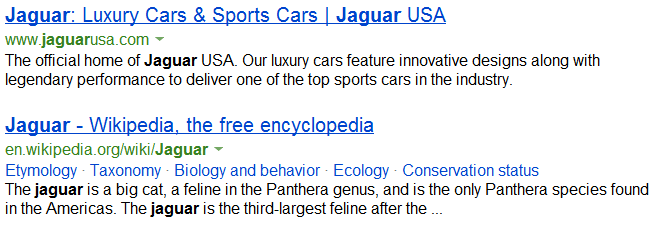 Jaguar: Luxury Cars & Sports Cars | Jaguar USA
www.jaguarusa.com
The official home of Jaguar USA. Our luxury cars feature innovative designs along with
legendary performance to deliver one of the top sports cars in the industry.
Jaguar - Wikipedia, the free encyclopedia
en.wikipedia.org/wiki/Jaguar
Etymology · Taxonomy · Biology and behavior · Ecology · Conservation status
The jaguar is a big cat, a feline in the Panthera genus, and is the only Panthera species found
in the Americas. The jaguar is the third-largest feline after the ...